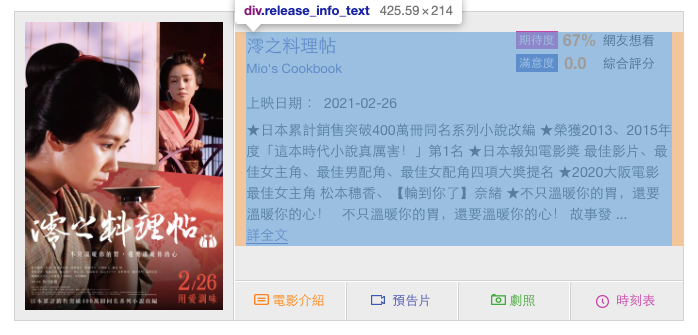 div.release_info_text 425.59 × 214
澪之料理帖
Mio's Cookbook
期待度 67% 網友想看
滿意度 0.0 綜合評分
上映日期： 2021-02-26
★日本累計銷售突破400萬冊同名系列小說改編 ★榮獲2013、2015年
度「這本時代小說真厲害！」第1名 ★日本報知電影獎 最佳影片、最
佳女主角、最佳男配角、最佳女配角四項大獎提名 ★2020大阪電影
最佳女主角 松本穗香、【輪到你了】奈緒 ★不只溫暖你的胃，還要
溫暖你的心！ 不只溫暖你的胃，還要溫暖你的心！ 故事發 ...
詳全文
澪之料理帖
不只溫暖你的胃，還要溫暖你的心
2/26
用愛調味
日本累計銷售突破400萬冊同名系列小說改編
電影介紹
預告片
劇照
時刻表